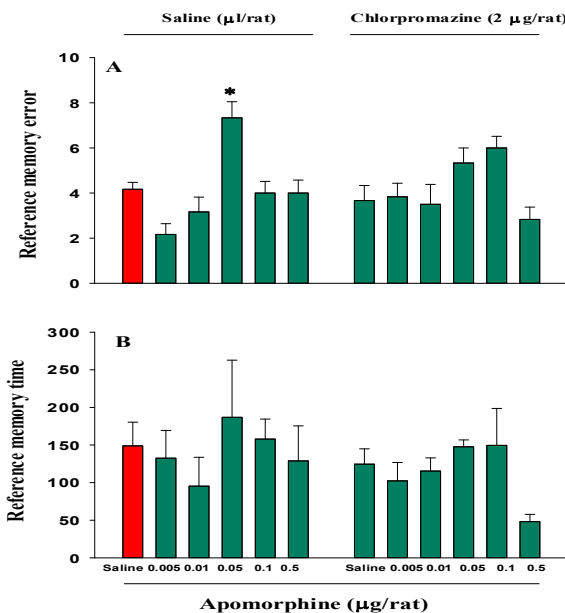 Saline (μl/rat) Chlorpromazine (2 μg/rat)
A
*
Reference memory error
10
8
6
4
2
0
B
Reference memory time
300
250
200
150
100
50
0
Saline 0.005 0.01 0.05 0.1 0.5 Saline 0.005 0.01 0.05 0.1 0.5
Apomorphine (μg/rat)